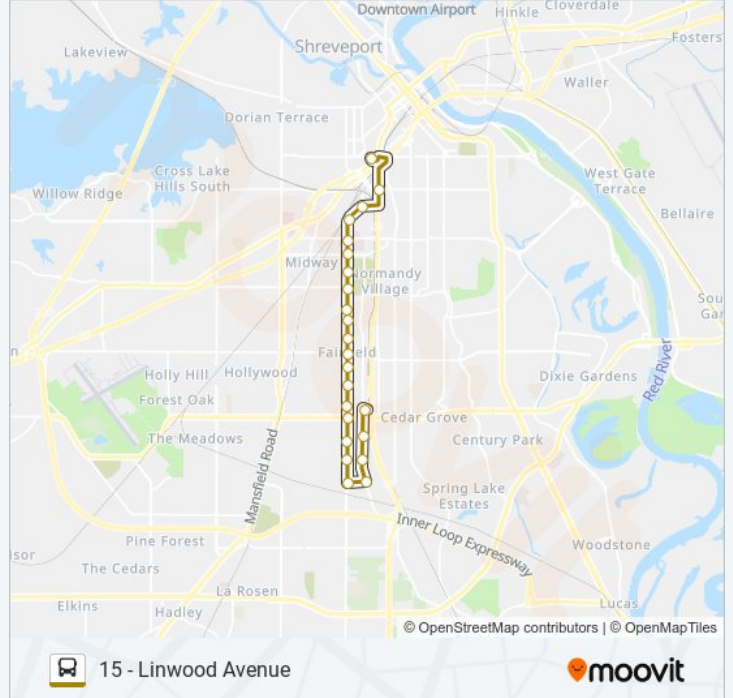 Downtown Airport
Hinkle
Cloverdale
Lakeview
Shreveport
Fosters
Waller
Dorian Terrace
Cross Lake
Hills South
West Gate
Terrace
Willow Ridge
Bellaire
Midway
Normandy
Village
Sou
Gar
n
Fairfield
Red River
Holly Hill
Hollywood
Dixie Gardens
Forest Oak
Cedar Grove
The Meadows
Century Park
Mansfield Road
Spring Lake
Estates
Inner Loop Expressway
Pine Forest
Woodstone
isor
The Cedars
La Rosen
Elkins
Hadley
Lucas
© OpenStreetMap contributors | © OpenMapTiles
15 - Linwood Avenue
moovit